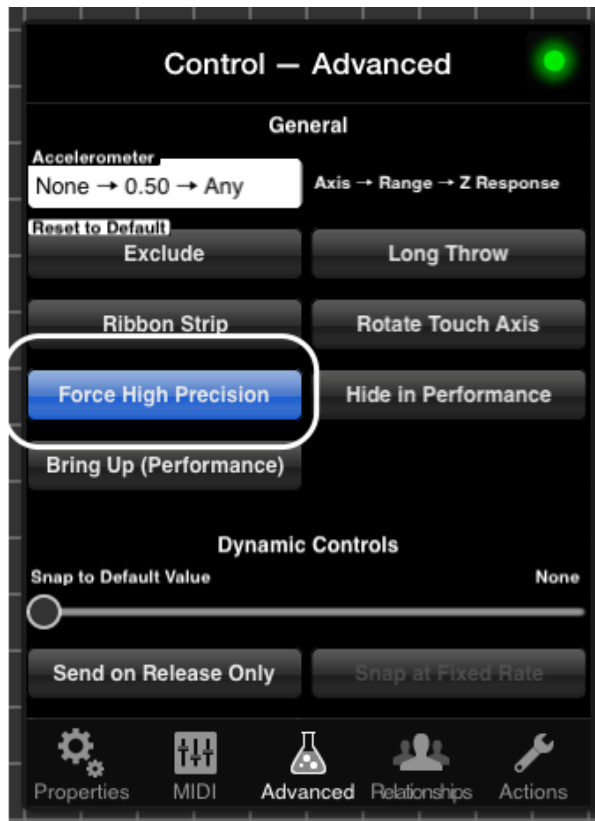 Control — Advanced
General
Accelerometer
None → 0.50 → Any
Axis → Range → Z Response
Reset to Default
Exclude
Long Throw
Ribbon Strip
Rotate Touch Axis
Force High Precision
Hide in Performance
Bring Up (Performance)
Dynamic Controls
Snap to Default Value
None
Send on Release Only
Snap at Fixed Rate
Properties
MIDI
Advanced
Relationships
Actions